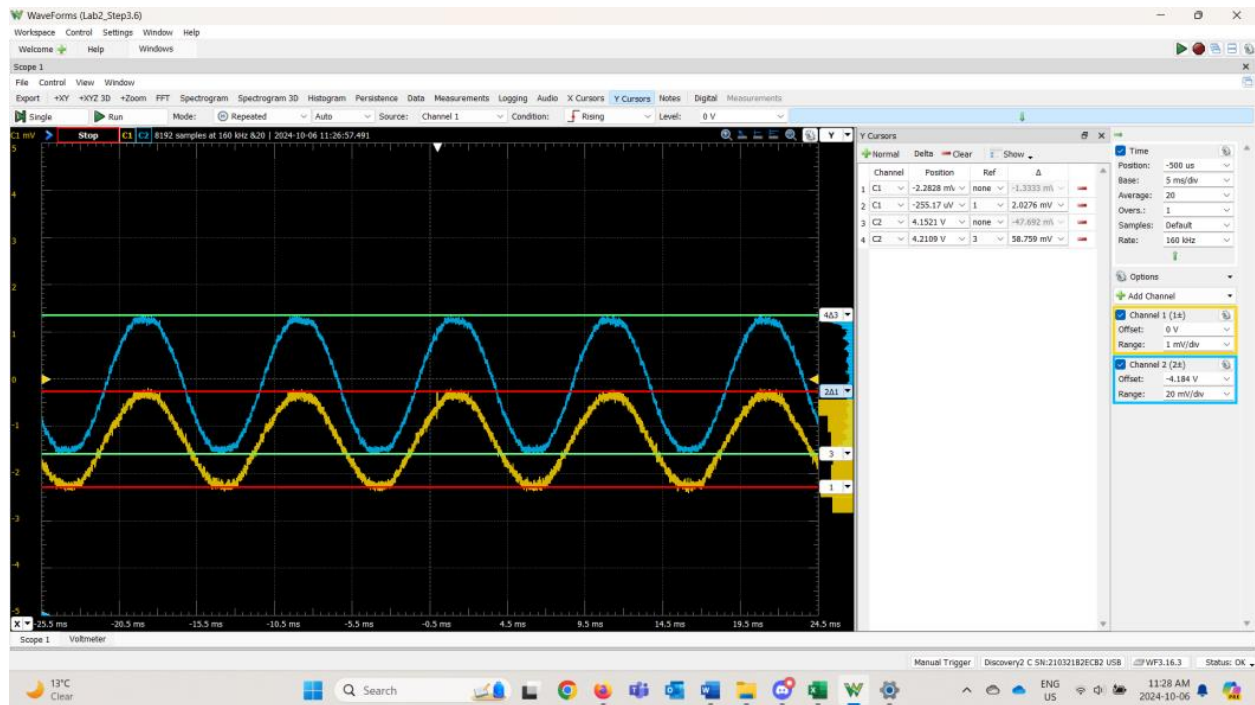 WaveForms (Lab2_Step3.6)
Workspace Control Settings Window Help
Welcome Help Windows
Scope 1
File Control View Window
Export +XY +XYZ 3D +Zoom FFT Spectrogram Spectrogram 3D Histogram Persistence Data Measurements Logging Audio X Cursors Y Cursors Notes Digital Measurements
Single Run Mode: Repeated Auto Source: Channel 1 Condition: Rising Level: 0 V
C1 mV Stop C1 C2 8192 samples at 160 kHz &20 | 2024-10-06 11:26:57.491 Y
5
4
3
2
1
0
-1
-2
-3
-4
-5
4Δ3
2Δ1
3
1
X -25.5 ms -20.5 ms -15.5 ms -10.5 ms -5.5 ms -0.5 ms 4.5 ms 9.5 ms 14.5 ms 19.5 ms 24.5 ms
Y Cursors
Normal Delta Clear Show
Channel Position Ref Δ
1 C1 -2.2828 mV none -1.3333 m
2 C1 -255.17 uV 1 2.0276 mV
3 C2 4.1521 V none -47.692 m
4 C2 4.2109 V 3 58.759 mV
Time
Position: -500 us
Base: 5 ms/div
Average: 20
Overs.: 1
Samples: Default
Rate: 160 kHz
Options
Add Channel
Channel 1 (1±)
Offset: 0 V
Range: 1 mV/div
Channel 2 (2±)
Offset: -4.184 V
Range: 20 mV/div
Scope 1 Voltmeter
Manual Trigger Discovery2 C SN:210321B2ECB2 USB WF3.16.3 Status: OK
13°C
Clear
Search
ENG
US
11:28 AM
2024-10-06